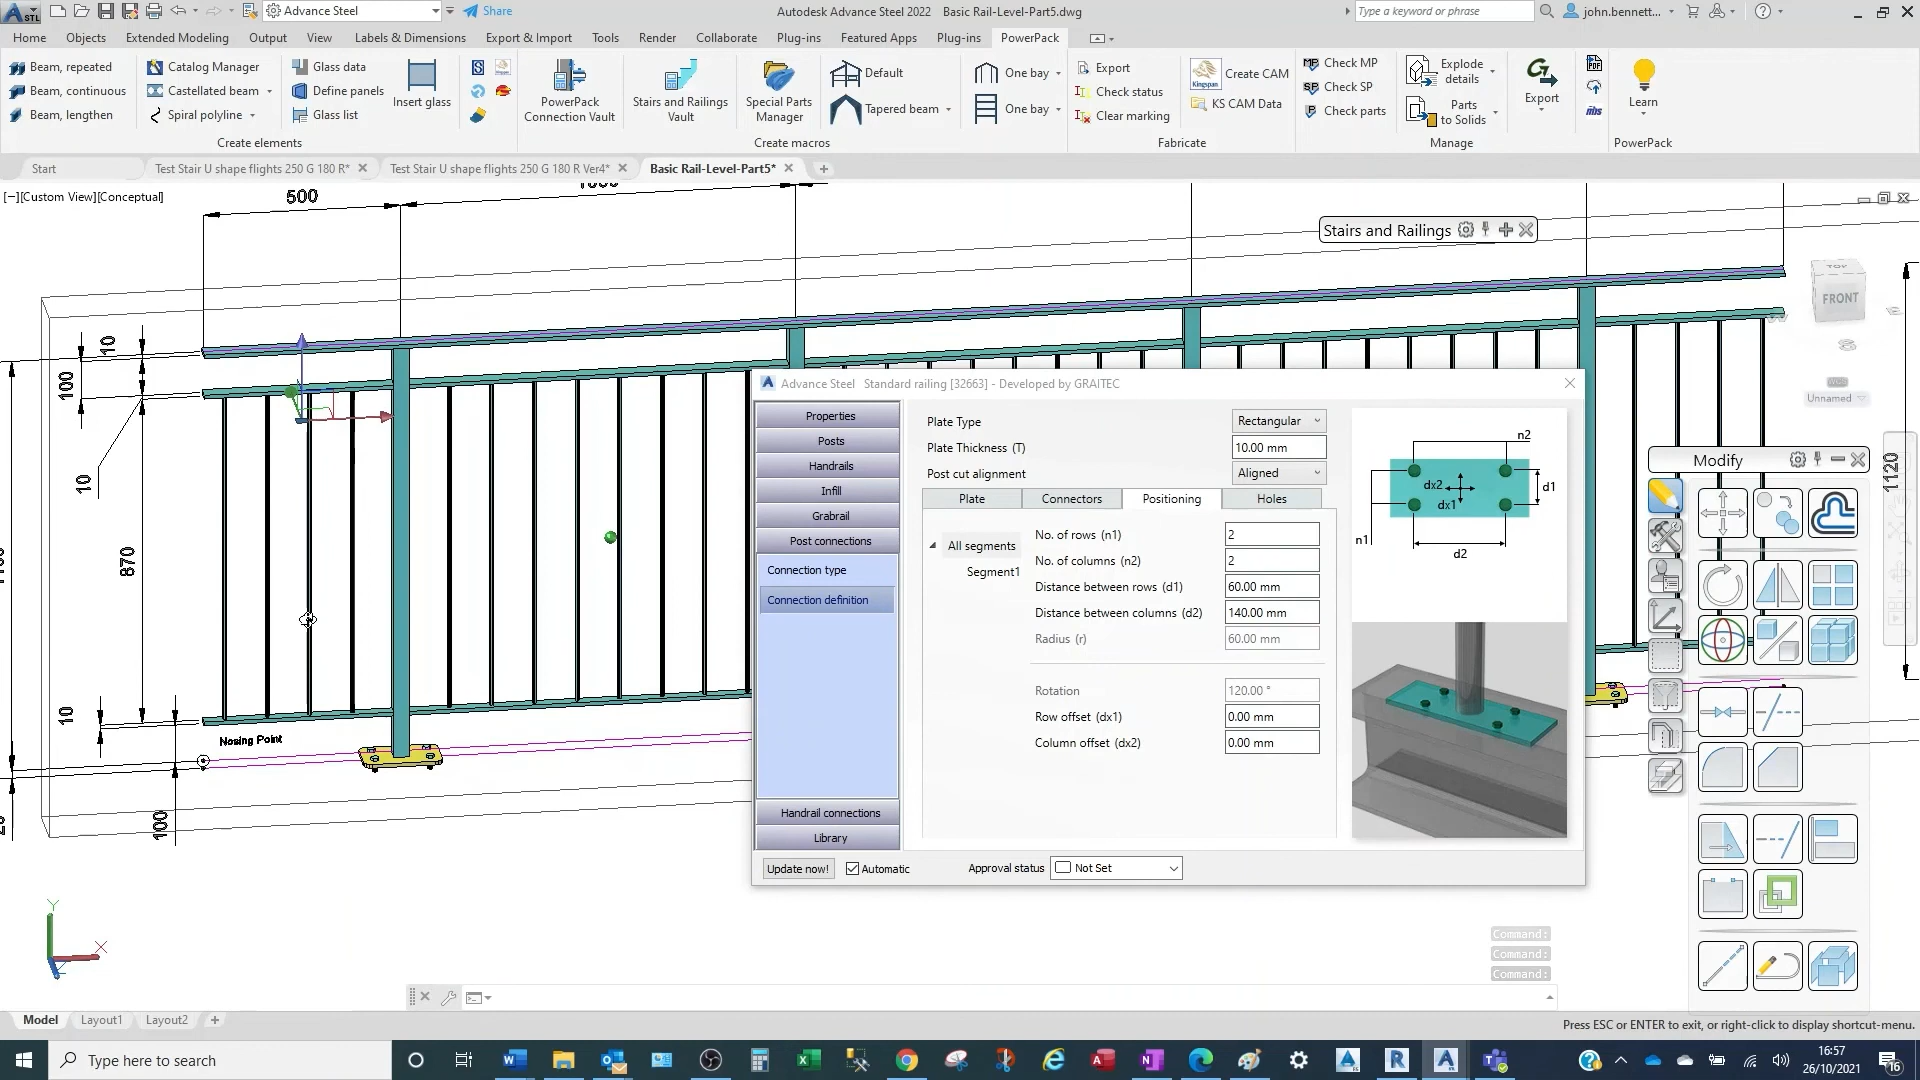 A STL
Advance Steel
Share
Autodesk Advance Steel 2022 Basic Rail-Level-Part5.dwg
Type a keyword or phrase
john.bennett...
Home Objects Extended Modeling Output View Labels & Dimensions Export & Import Tools Render Collaborate Plug-ins Featured Apps Plug-ins PowerPack
Beam, repeated
Beam, continuous
Beam, lengthen
Catalog Manager
Castellated beam
Spiral polyline
Glass data
Define panels
Glass list
Insert glass
Create elements
PowerPack
Connection Vault
Stairs and Railings
Vault
Special Parts
Manager
Default
Tapered beam
One bay
One bay
Create macros
Export
Check status
Clear marking
Kingspan
Create CAM
KS CAM Data
Fabricate
MP Check MP
SP Check SP
P Check parts
Explode
details
Parts
to Solids
Manage
Export
Learn
PowerPack
Start
Test Stair U shape flights 250 G 180 R*
Test Stair U shape flights 250 G 180 R Ver4*
Basic Rail-Level-Part5*
[−][Custom View][Conceptual]
500
Stairs and Railings
TOP
FRONT
Unnamed
10
100
10
870
10
100
1120
Nosing Point
Advance Steel Standard railing [32663] - Developed by GRAITEC
Properties
Posts
Handrails
Infill
Grabrail
Post connections
Connection type
Connection definition
Handrail connections
Library
Plate Type
Rectangular
Plate Thickness (T)
10.00 mm
Post cut alignment
Aligned
Plate Connectors Positioning Holes
All segments
Segment1
No. of rows (n1)
2
No. of columns (n2)
2
Distance between rows (d1)
60.00 mm
Distance between columns (d2)
140.00 mm
Radius (r)
60.00 mm
Rotation
120.00 °
Row offset (dx1)
0.00 mm
Column offset (dx2)
0.00 mm
n2
dx2
dx1
d1
n1
d2
Update now!
Automatic
Approval status
Not Set
Modify
Y
X
Command:
Command:
Command:
Model Layout1 Layout2
Press ESC or ENTER to exit, or right-click to display shortcut-menu.
Type here to search
16:57
26/10/2021
16